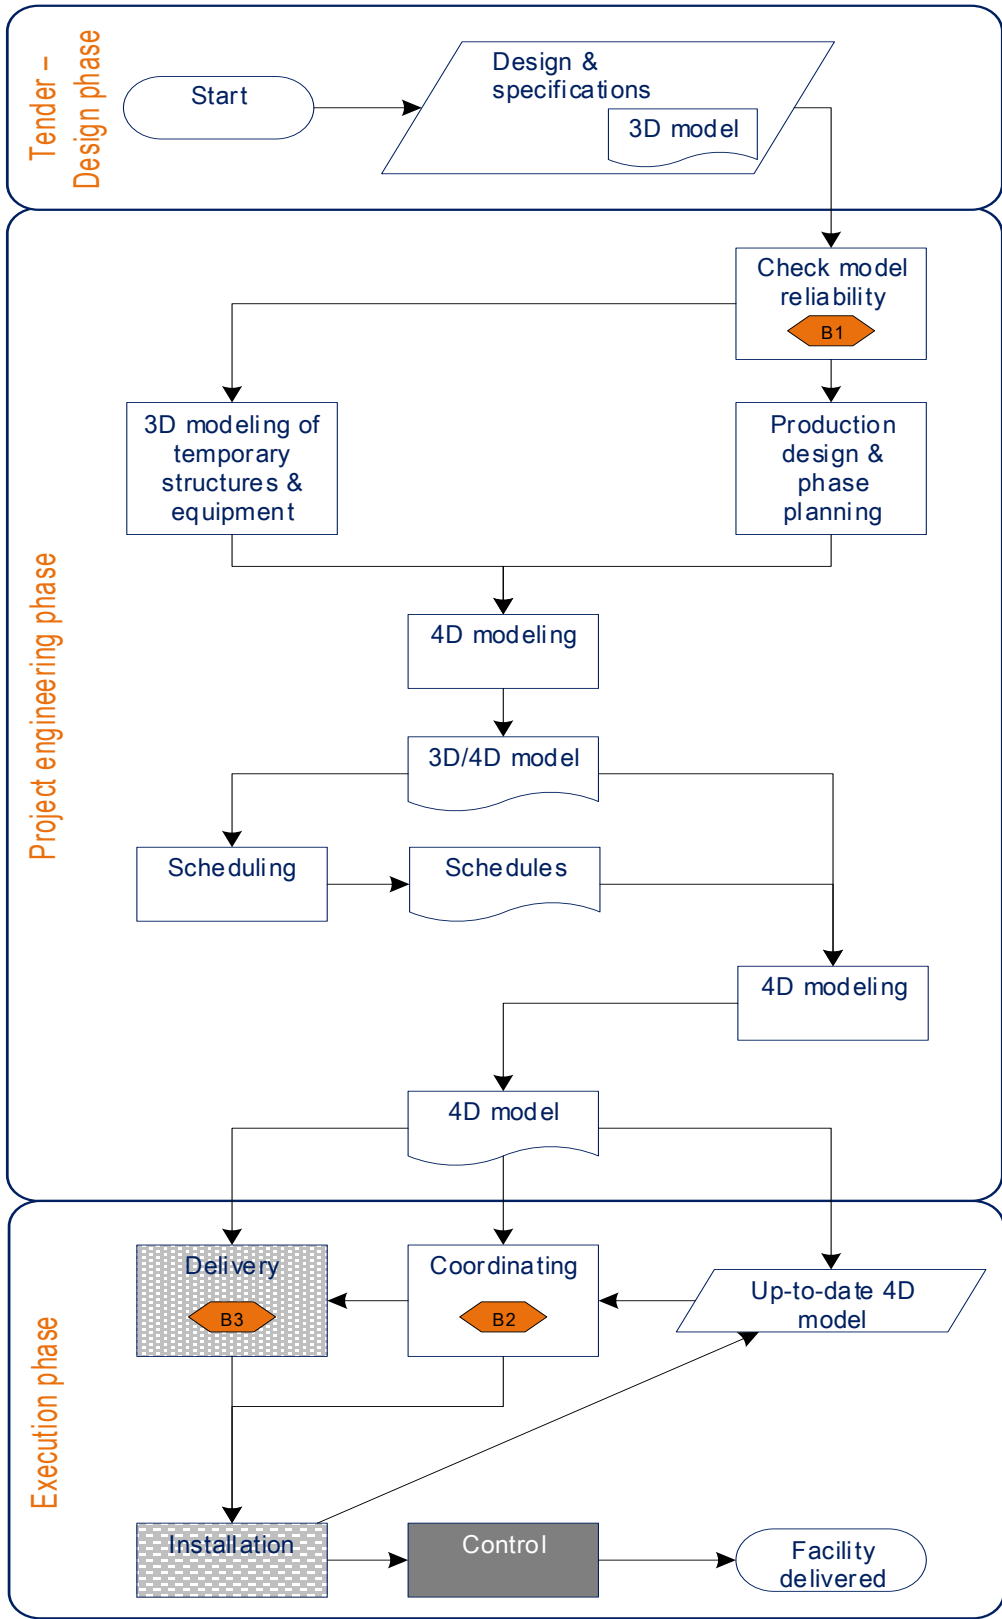 Tender –
Design phase
Start
Design &
specifications
3D model
Project engineering phase
Check model
reliability
B1
3D modeling of
temporary
structures &
equipment
Production
design &
phase
planning
4D modeling
3D/4D model
Scheduling
Schedules
4D modeling
4D model
Execution phase
Delivery
B3
Coordinating
B2
Up-to-date 4D
model
Installation
Control
Facility
delivered